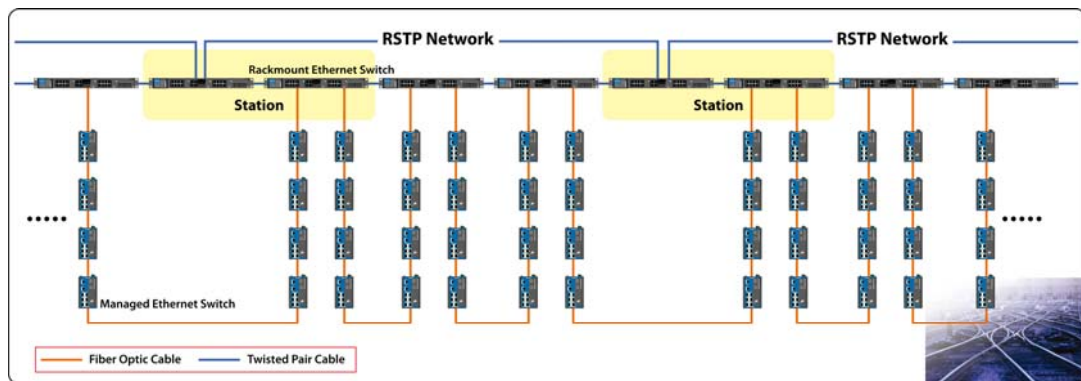 RSTP Network
RSTP Network
Rackmount Ethernet Switch
Station
Station
Managed Ethernet Switch
Fiber Optic Cable
Twisted Pair Cable